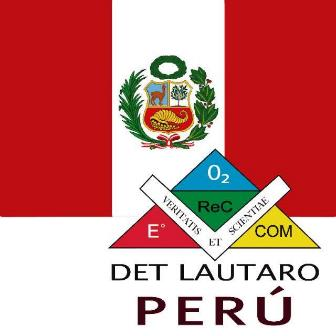 O₂
ReC
VERITATIS
ET
SCIENTIAE
E°
COM
DET LAUTARO
PERÚ